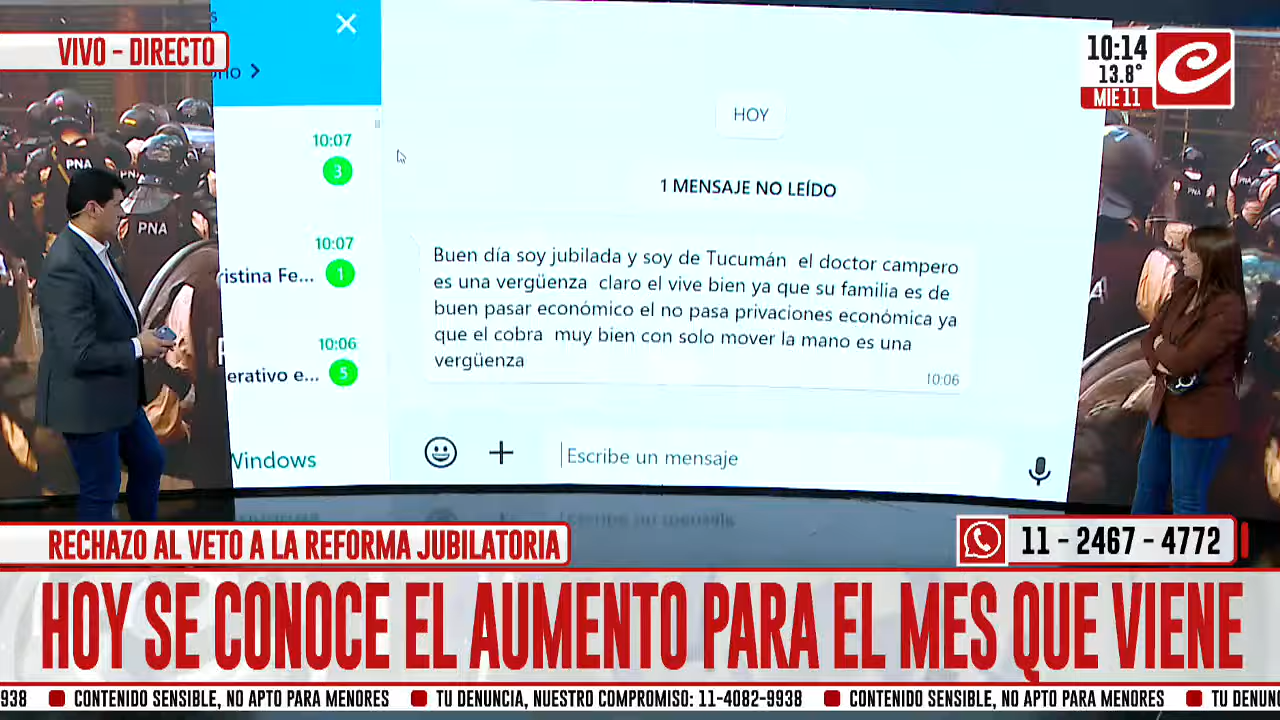 VIVO - DIRECTO
10:14
13.8°
MIE 11
PNA
PNA
10:07
3
10:07
ristina Fe...
1
10:06
erativo e...
5
Windows
HOY
1 MENSAJE NO LEÍDO
Buen día soy jubilada y soy de Tucumán el doctor campero
es una vergüenza claro el vive bien ya que su familia es de
buen pasar económico el no pasa privaciones económica ya
que el cobra muy bien con solo mover la mano es una
vergüenza
10:06
Escribe un mensaje
PNA
RECHAZO AL VETO A LA REFORMA JUBILATORIA
11 - 2467 - 4772
HOY SE CONOCE EL AUMENTO PARA EL MES QUE VIENE
938 CONTENIDO SENSIBLE, NO APTO PARA MENORES TU DENUNCIA, NUESTRO COMPROMISO: 11-4082-9938 CONTENIDO SENSIBLE, NO APTO PARA MENORES TU DENUN